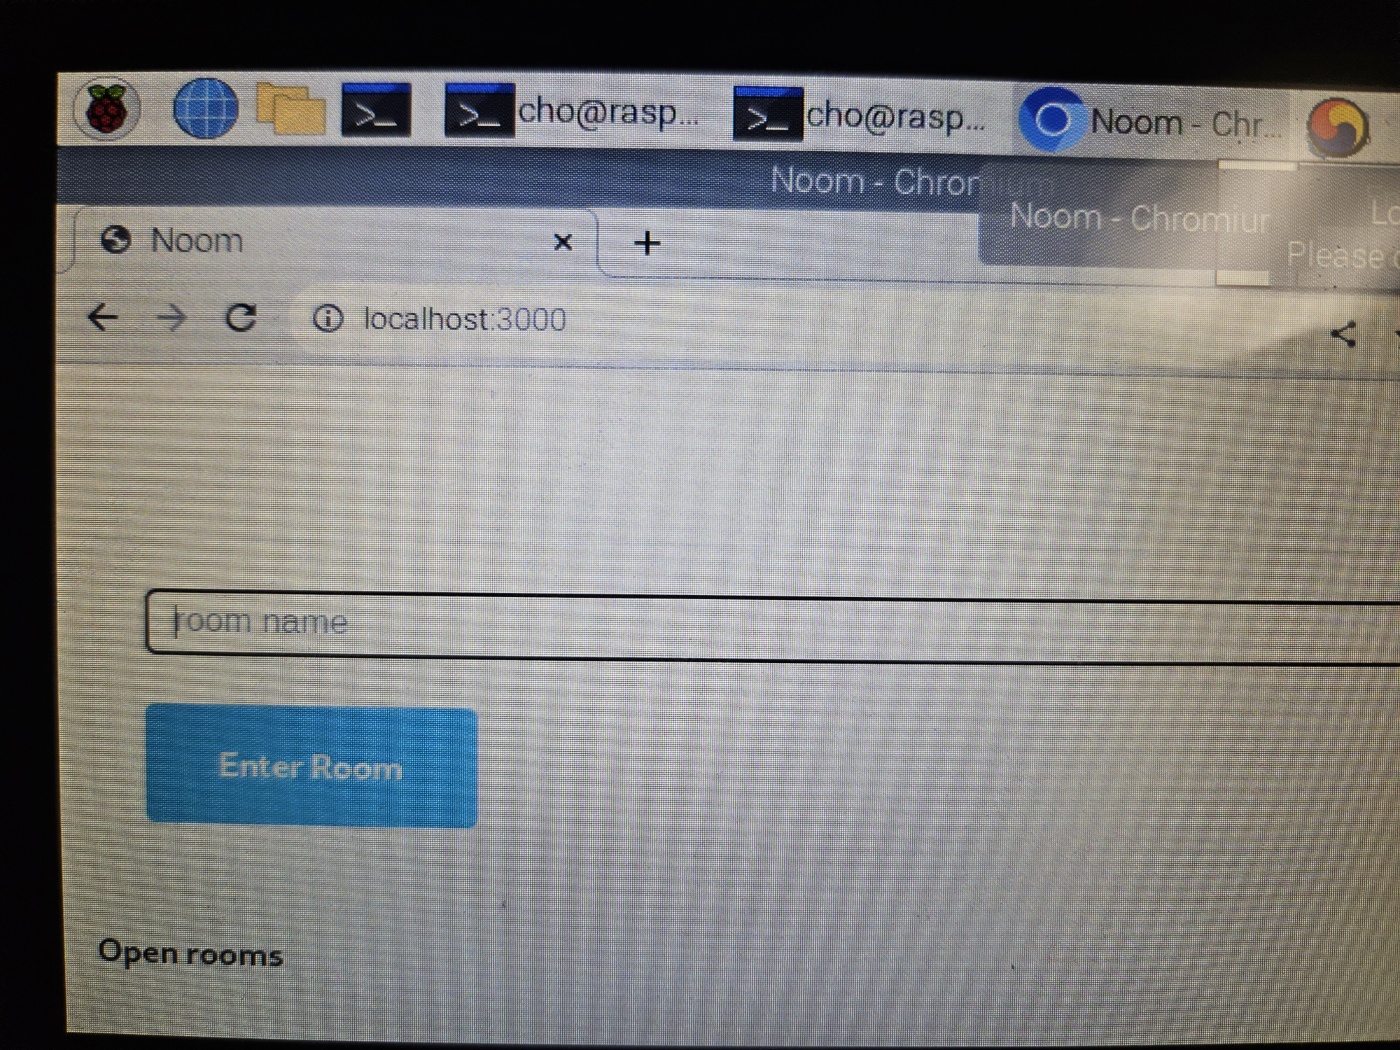 cho@rasp... cho@rasp... Noom - Chr...
Noom - Chromium
Noom - Chromiur
Please
Noom
localhost:3000
room name
Enter Room
Open rooms